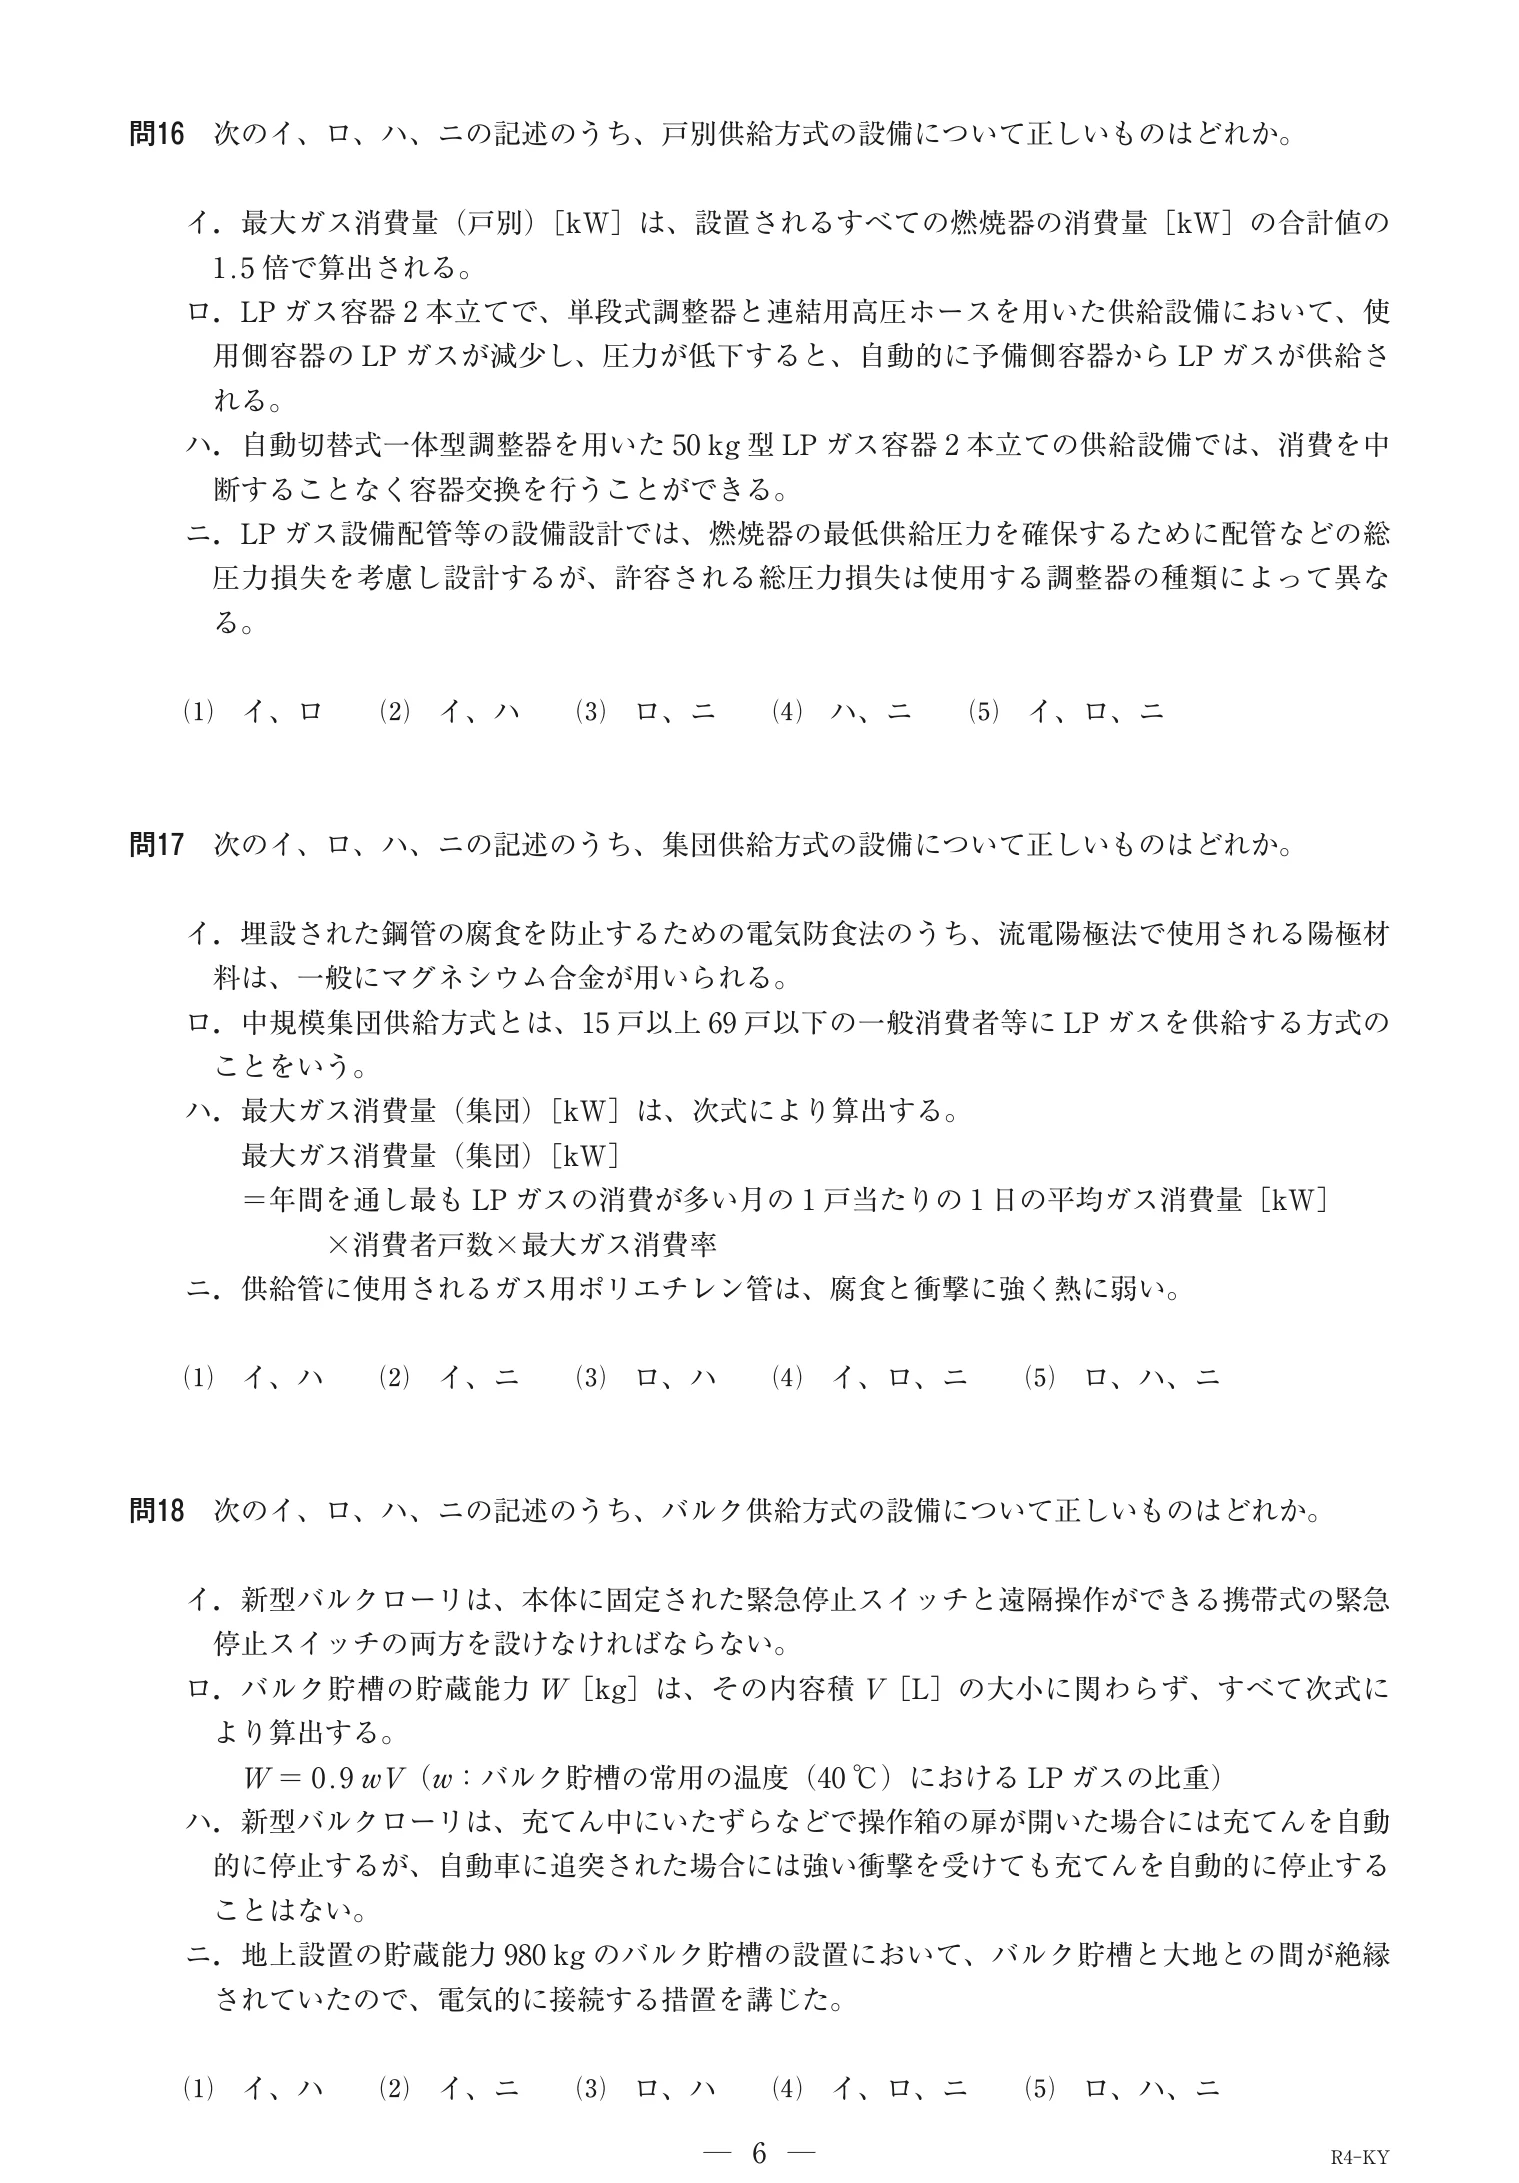 問16　次のイ、ロ、ハ、ニの記述のうち、戸別供給方式の設備について正しいものはどれか。
イ．最大ガス消費量（戸別）［kW］は、設置されるすべての燃焼器の消費量［kW］の合計値の
1.5倍で算出される。
ロ．LPガス容器2本立てで、単段式調整器と連結用高圧ホースを用いた供給設備において、使
用側容器のLPガスが減少し、圧力が低下すると、自動的に予備側容器からLPガスが供給さ
れる。
ハ．自動切替式一体型調整器を用いた50 kg型LPガス容器2本立ての供給設備では、消費を中
断することなく容器交換を行うことができる。
ニ．LPガス設備配管等の設備設計では、燃焼器の最低供給圧力を確保するために配管などの総
圧力損失を考慮し設計するが、許容される総圧力損失は使用する調整器の種類によって異な
る。
(1)　イ、ロ　　(2)　イ、ハ　　(3)　ロ、ニ　　(4)　ハ、ニ　　(5)　イ、ロ、ニ
問17　次のイ、ロ、ハ、ニの記述のうち、集団供給方式の設備について正しいものはどれか。
イ．埋設された鋼管の腐食を防止するための電気防食法のうち、流電陽極法で使用される陽極材
料は、一般にマグネシウム合金が用いられる。
ロ．中規模集団供給方式とは、15戸以上69戸以下の一般消費者等にLPガスを供給する方式の
ことをいう。
ハ．最大ガス消費量（集団）［kW］は、次式により算出する。
最大ガス消費量（集団）［kW］
＝年間を通し最もLPガスの消費が多い月の1戸当たりの1日の平均ガス消費量［kW］
×消費者戸数×最大ガス消費率
ニ．供給管に使用されるガス用ポリエチレン管は、腐食と衝撃に強く熱に弱い。
(1)　イ、ハ　　(2)　イ、ニ　　(3)　ロ、ハ　　(4)　イ、ロ、ニ　　(5)　ロ、ハ、ニ
問18　次のイ、ロ、ハ、ニの記述のうち、バルク供給方式の設備について正しいものはどれか。
イ．新型バルクローリは、本体に固定された緊急停止スイッチと遠隔操作ができる携帯式の緊急
停止スイッチの両方を設けなければならない。
ロ．バルク貯槽の貯蔵能力 W［kg］は、その内容積 V［L］の大小に関わらず、すべて次式に
より算出する。
W = 0.9 wV（w：バルク貯槽の常用の温度（40 ℃）におけるLPガスの比重）
ハ．新型バルクローリは、充てん中にいたずらなどで操作箱の扉が開いた場合には充てんを自動
的に停止するが、自動車に追突された場合には強い衝撃を受けても充てんを自動的に停止する
ことはない。
ニ．地上設置の貯蔵能力980 kgのバルク貯槽の設置において、バルク貯槽と大地との間が絶縁
されていたので、電気的に接続する措置を講じた。
(1)　イ、ハ　　(2)　イ、ニ　　(3)　ロ、ハ　　(4)　イ、ロ、ニ　　(5)　ロ、ハ、ニ
— 6 —
R4-KY